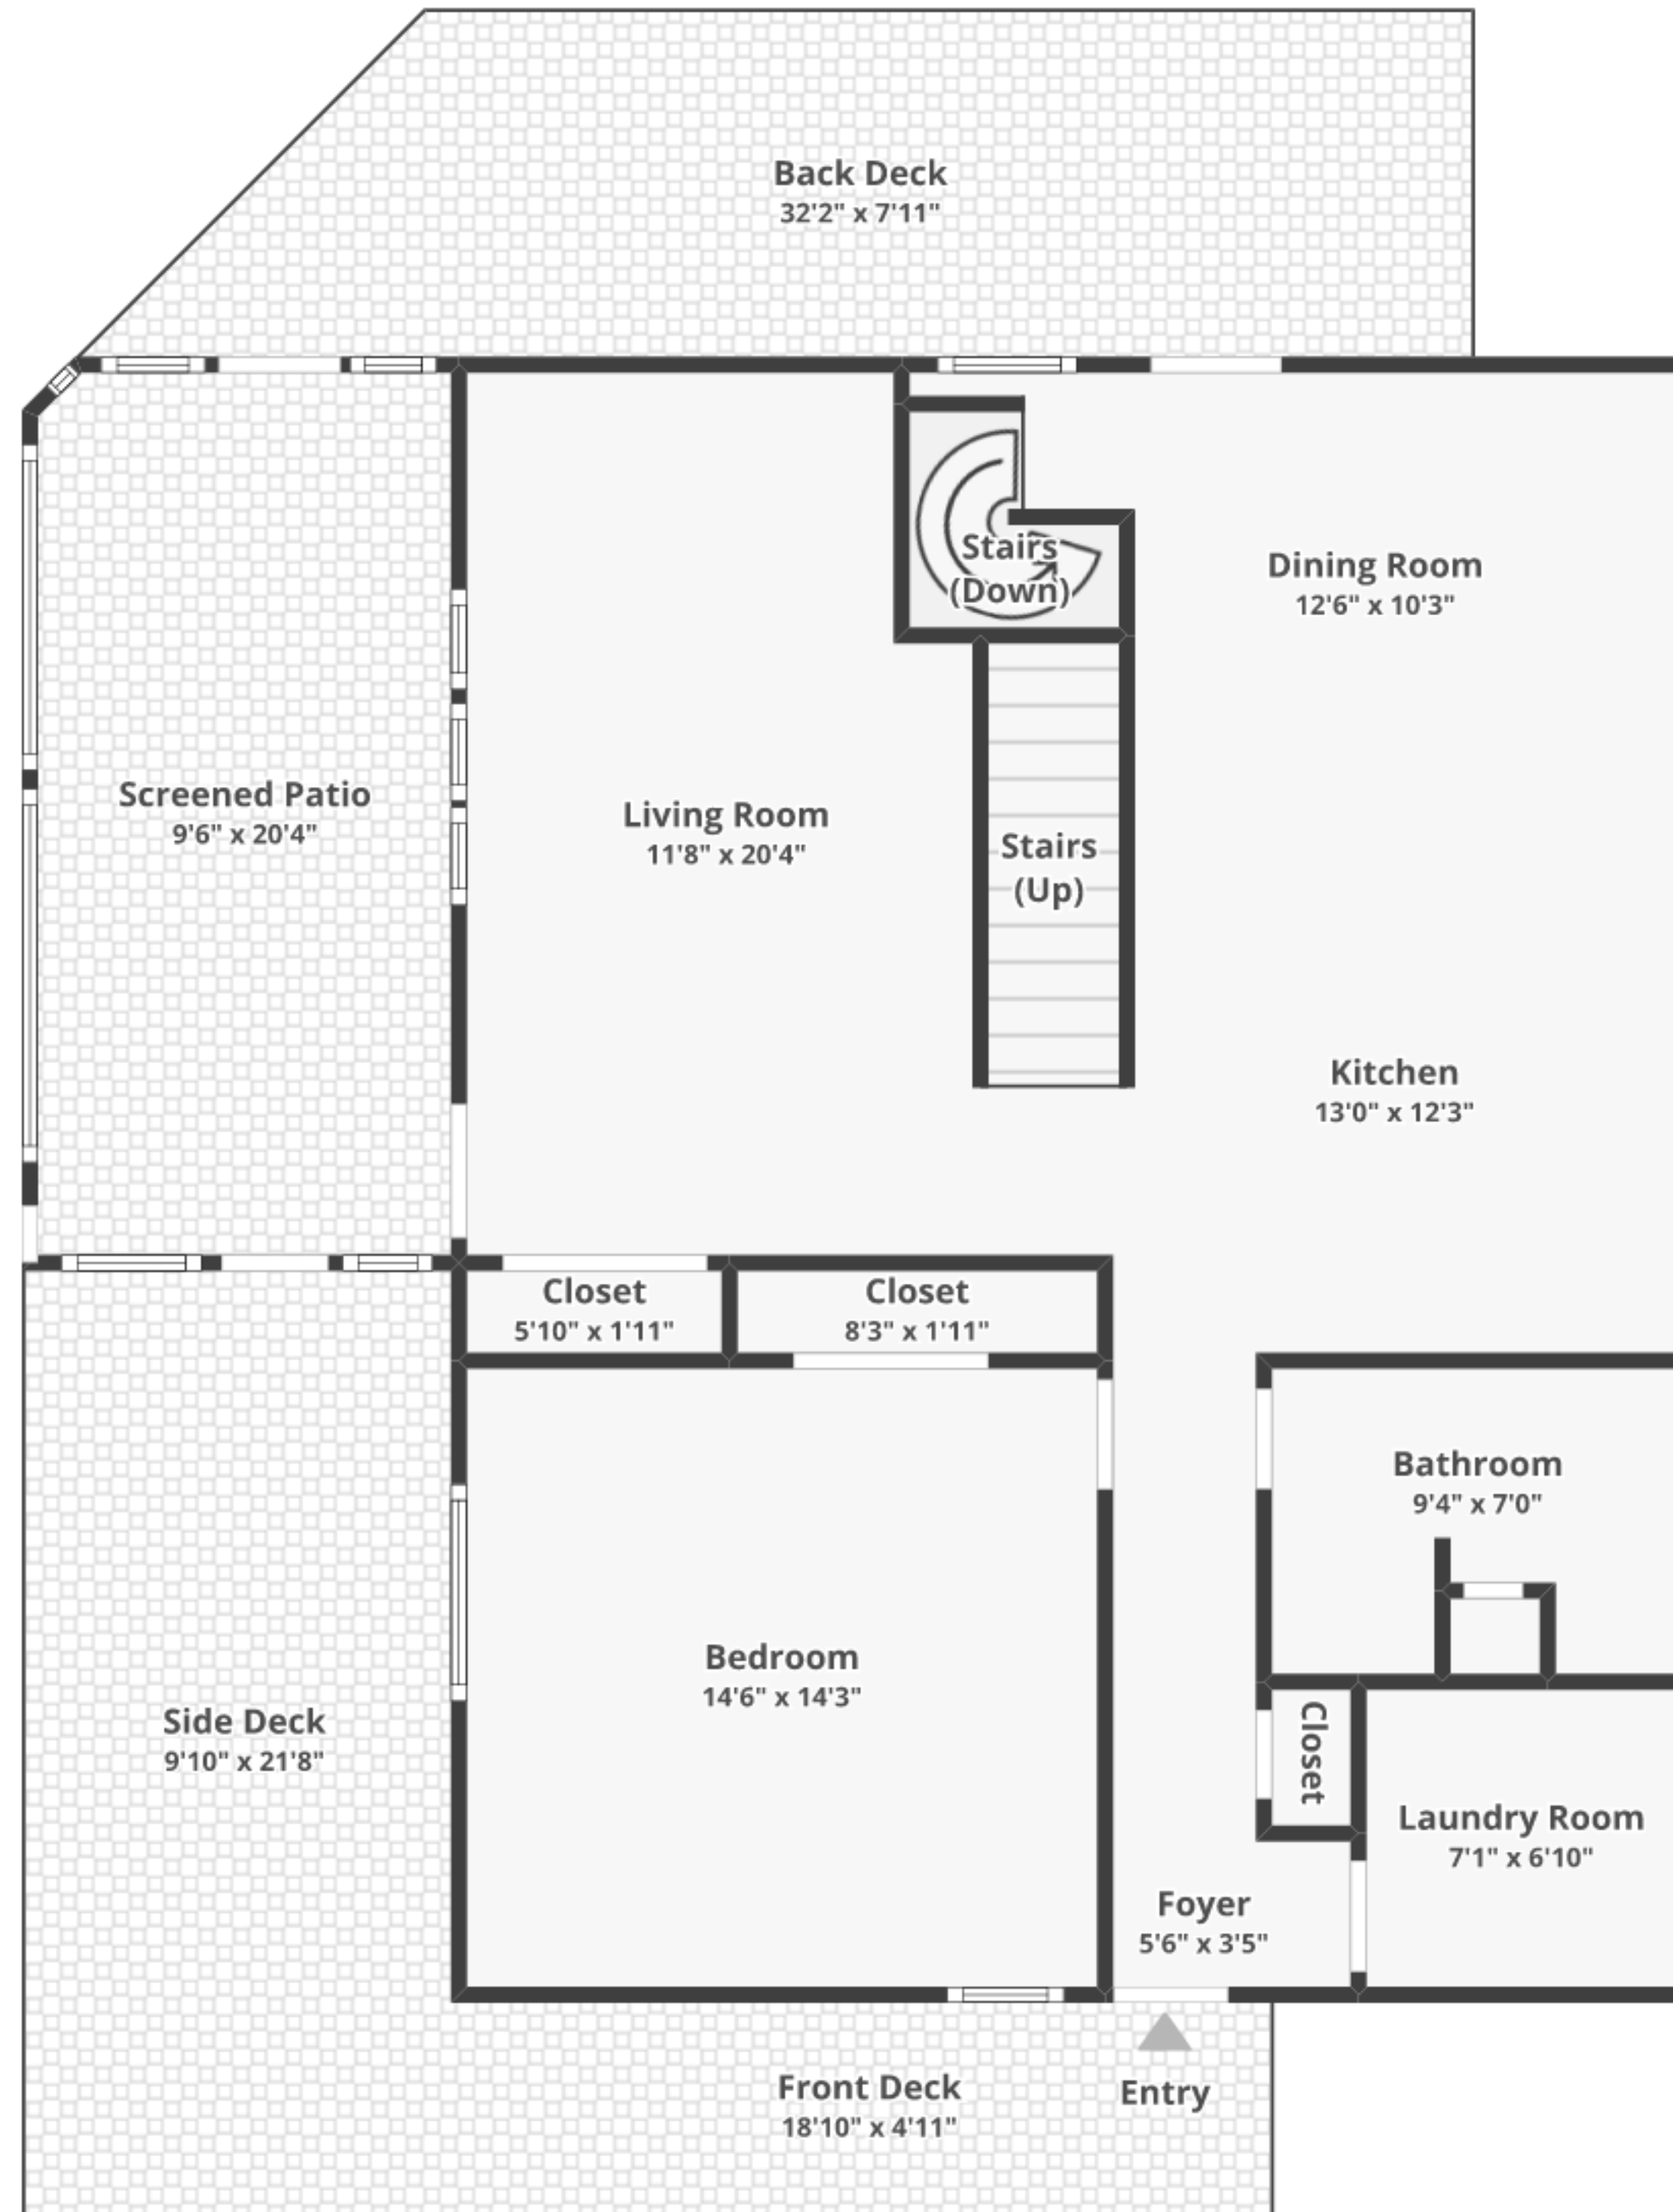 Back Deck
32'2" x 7'11"
Stairs
(Down)
Dining Room
12'6" x 10'3"
Screened Patio
9'6" x 20'4"
Living Room
11'8" x 20'4"
Stairs
(Up)
Kitchen
13'0" x 12'3"
Closet
5'10" x 1'11"
Closet
8'3" x 1'11"
Bathroom
9'4" x 7'0"
Bedroom
14'6" x 14'3"
Side Deck
9'10" x 21'8"
Closet
Laundry Room
7'1" x 6'10"
Foyer
5'6" x 3'5"
Front Deck
18'10" x 4'11"
Entry